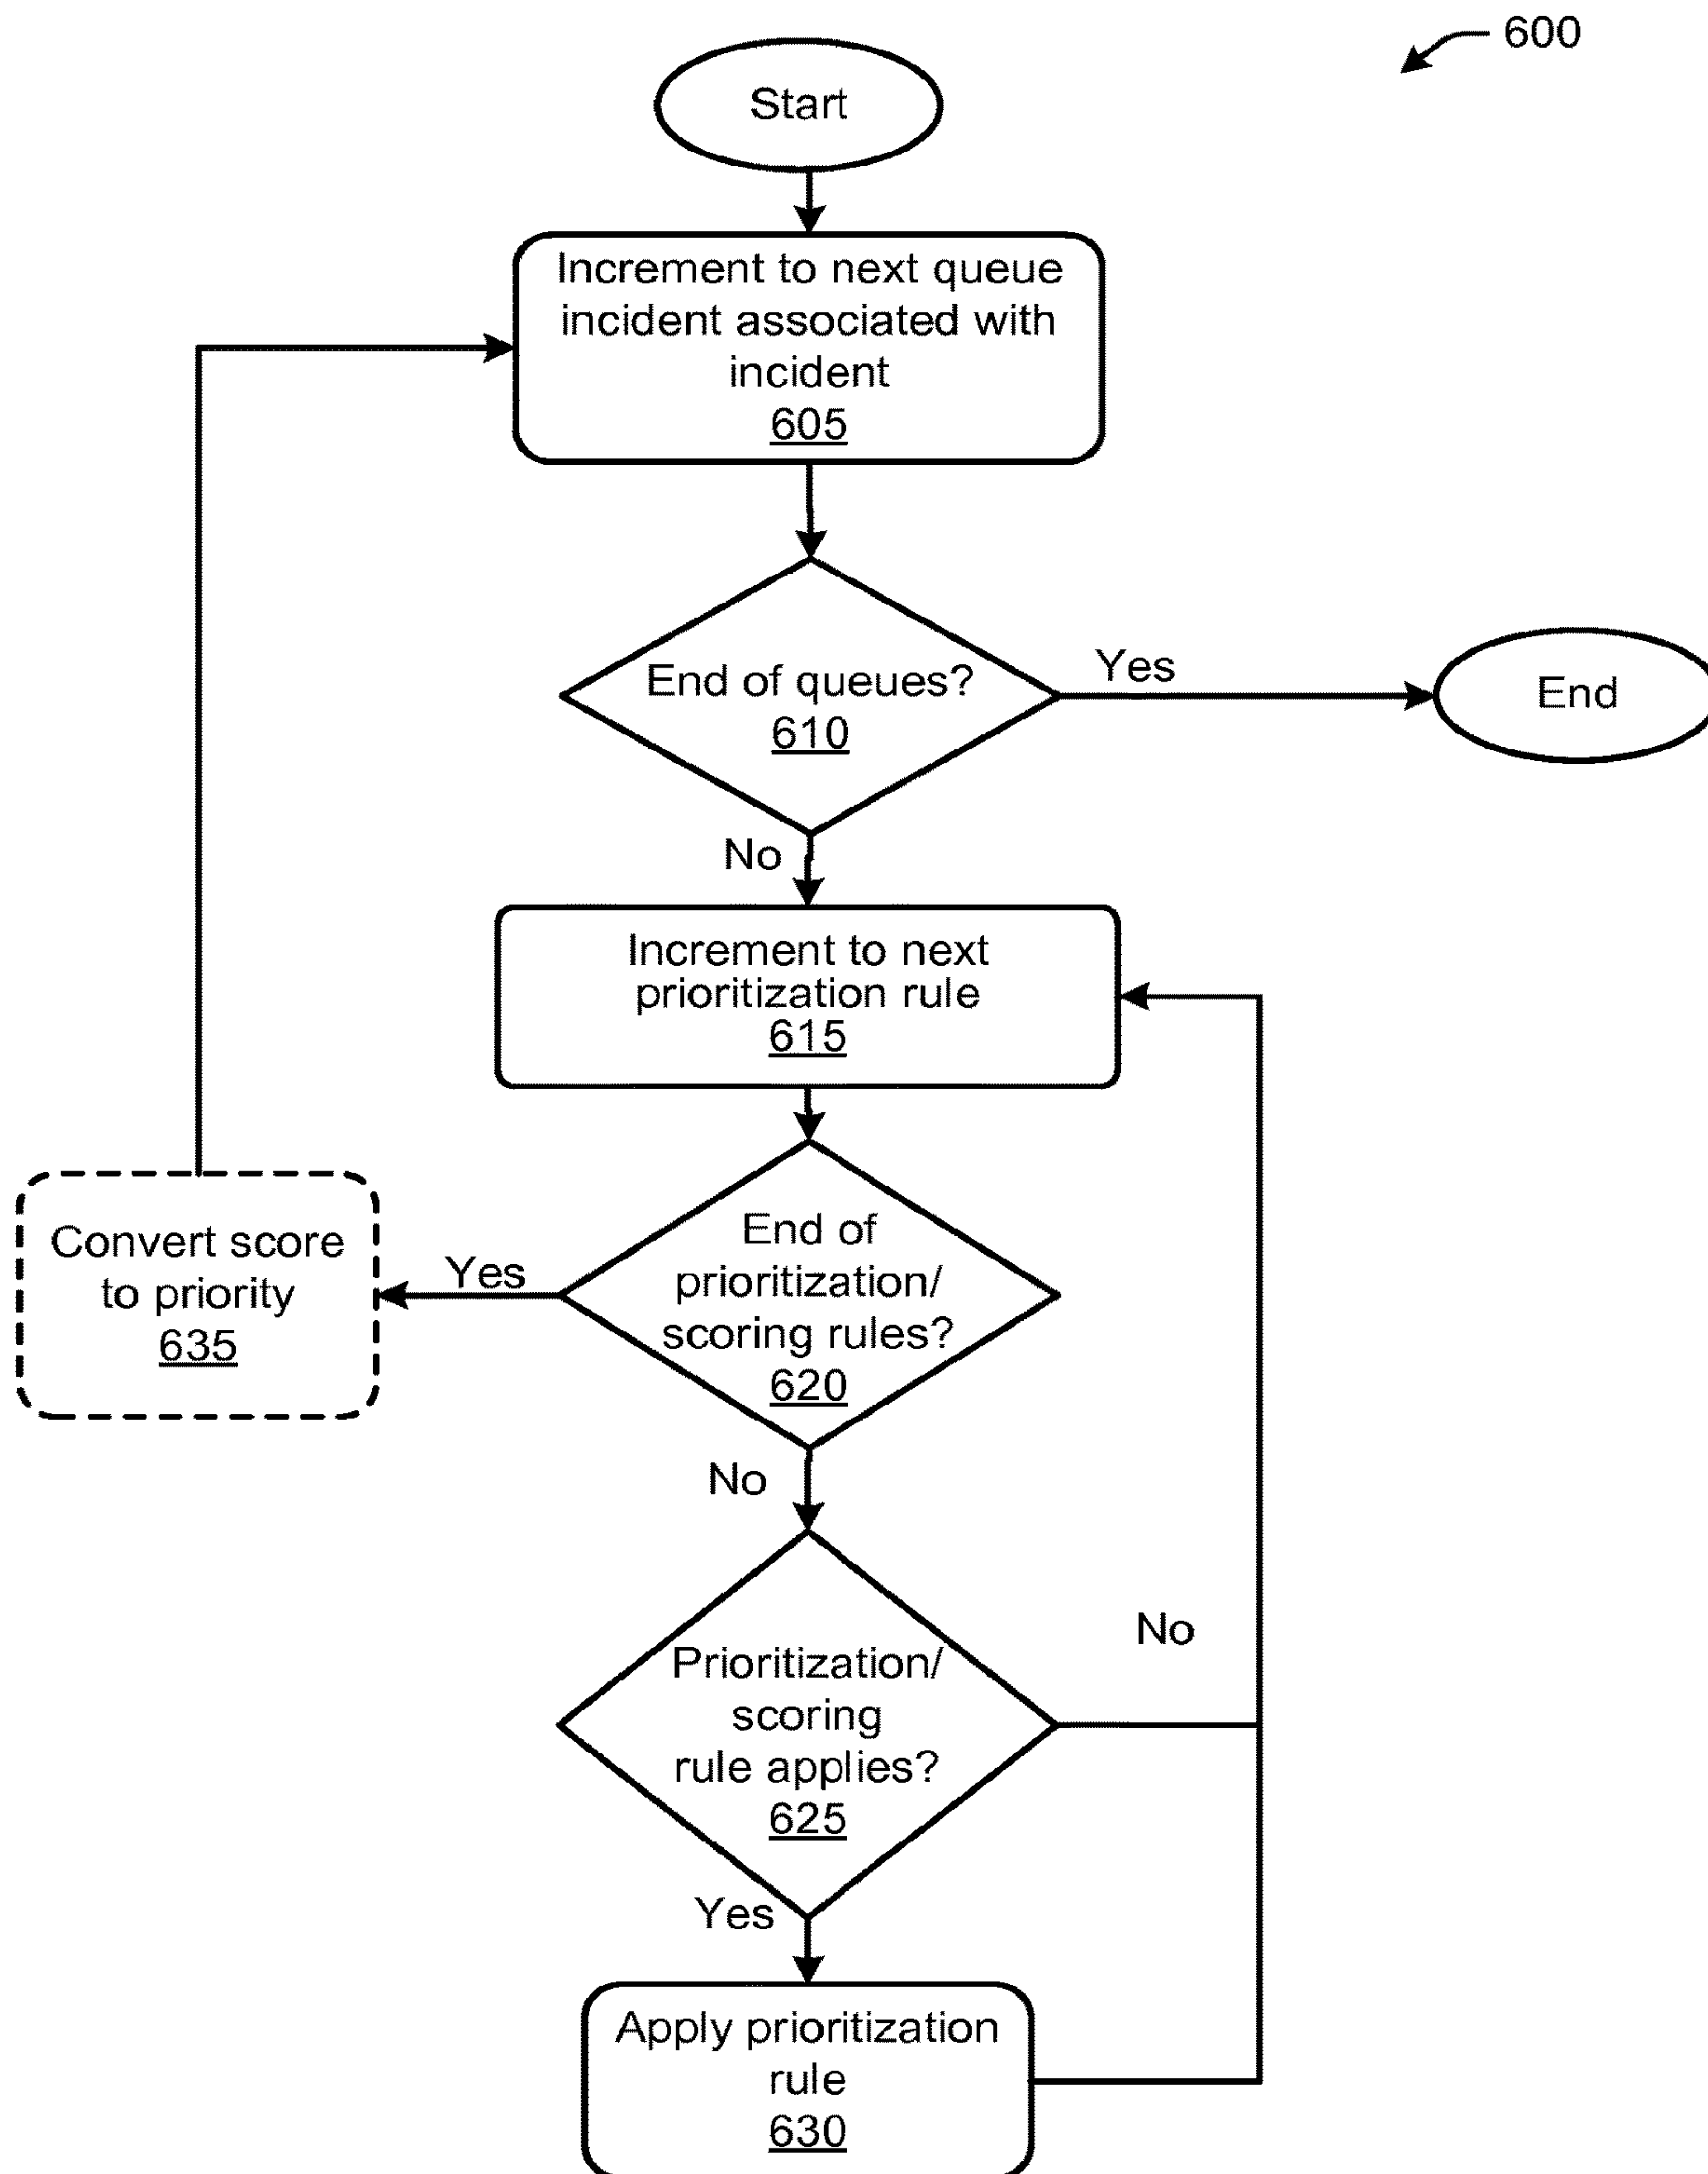 600
Start
Increment to next queue
incident associated with
incident
605
End of queues?
610
Yes
End
No
Increment to next
prioritization rule
615
End of
prioritization/
scoring rules?
620
Yes
Convert score
to priority
635
No
Prioritization/
scoring
rule applies?
625
No
Yes
Apply prioritization
rule
630